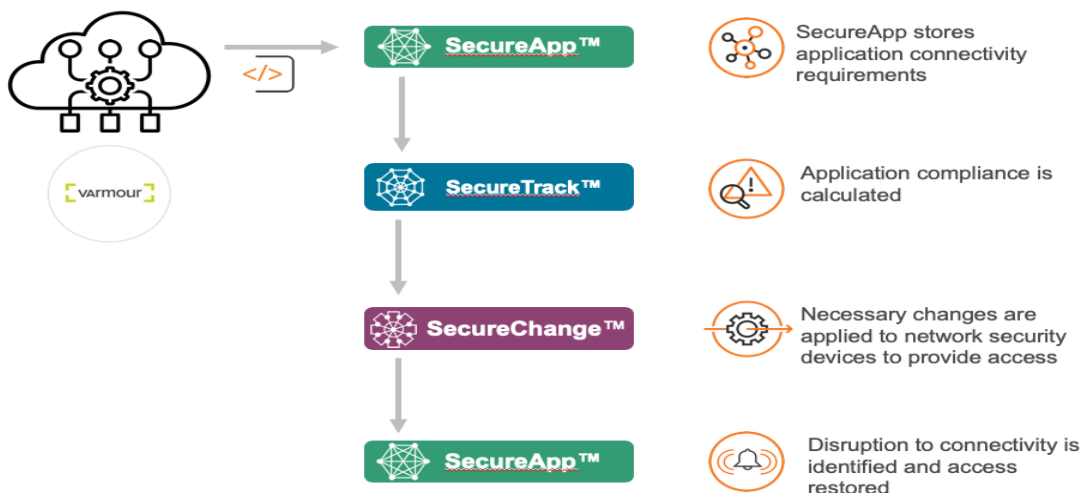 </>
SecureApp™
SecureApp stores
application connectivity
requirements
vARMOUR
SecureTrack™
Application compliance is
calculated
SecureChange™
Necessary changes are
applied to network security
devices to provide access
SecureApp™
Disruption to connectivity is
identified and access
restored